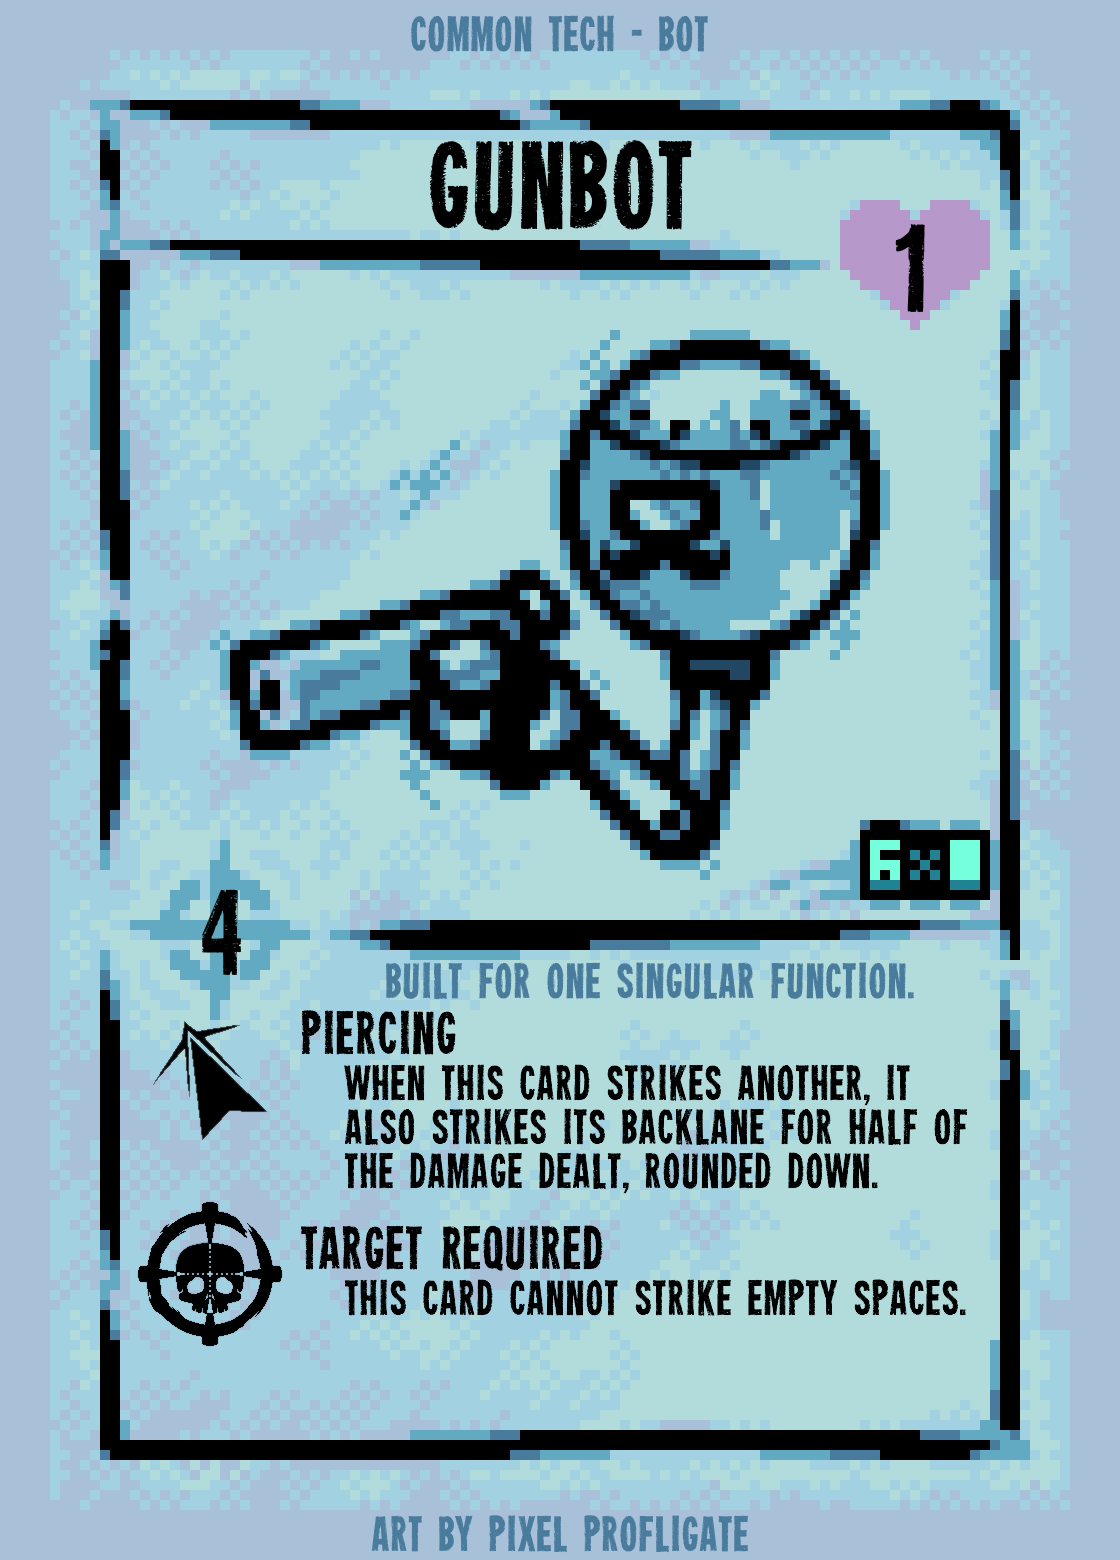 COMMON TECH - BOT
GUNBOT
1
6 X
4
BUILT FOR ONE SINGULAR FUNCTION.
PIERCING
WHEN THIS CARD STRIKES ANOTHER, IT
ALSO STRIKES ITS BACKLANE FOR HALF OF
THE DAMAGE DEALT, ROUNDED DOWN.
TARGET REQUIRED
THIS CARD CANNOT STRIKE EMPTY SPACES.
ART BY PIXEL PROFLIGATE